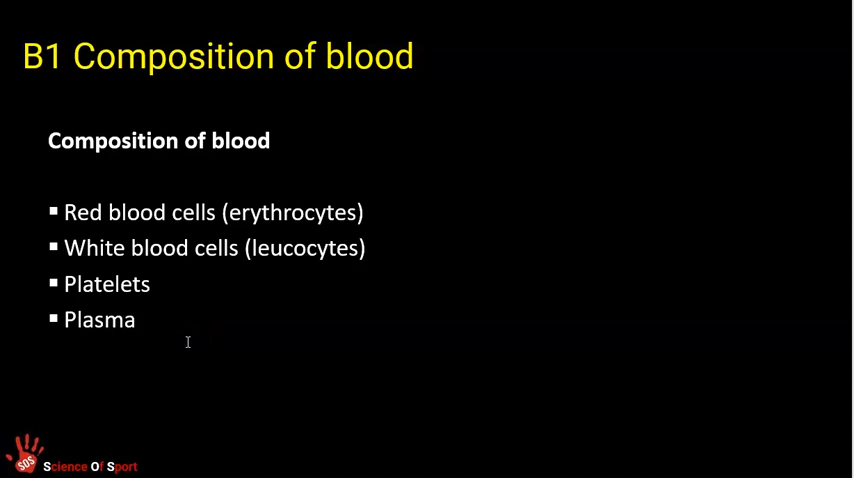 B1 Composition of blood
Composition of blood
▪ Red blood cells (erythrocytes)
▪ White blood cells (leucocytes)
▪ Platelets
▪ Plasma
SOS
Science Of Sport